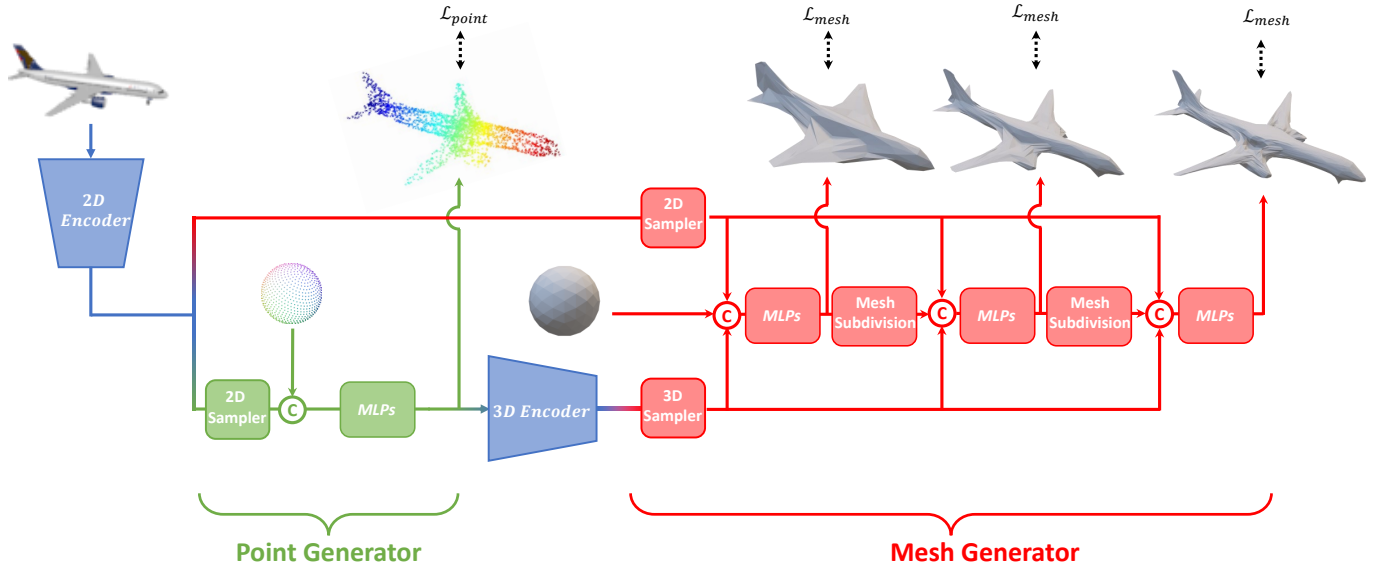 ℒ_point
ℒ_mesh
ℒ_mesh
ℒ_mesh
2D
Encoder
2D
Sampler
C
MLPs
Mesh
Subdivision
C
MLPs
Mesh
Subdivision
C
MLPs
2D
Sampler
C
MLPs
3D Encoder
3D
Sampler
Point Generator
Mesh Generator